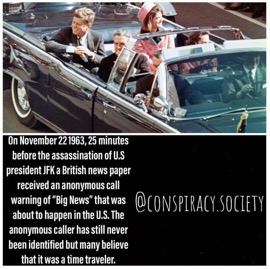 On November 22 1963, 25 minutes
before the assassination of U.S
president JFK a British news paper
received an anonymous call
warning of "Big News" that was
about to happen in the U.S. The
anonymous caller has still never
been identified but many believe
that it was a time traveler.
@conspiracy.society